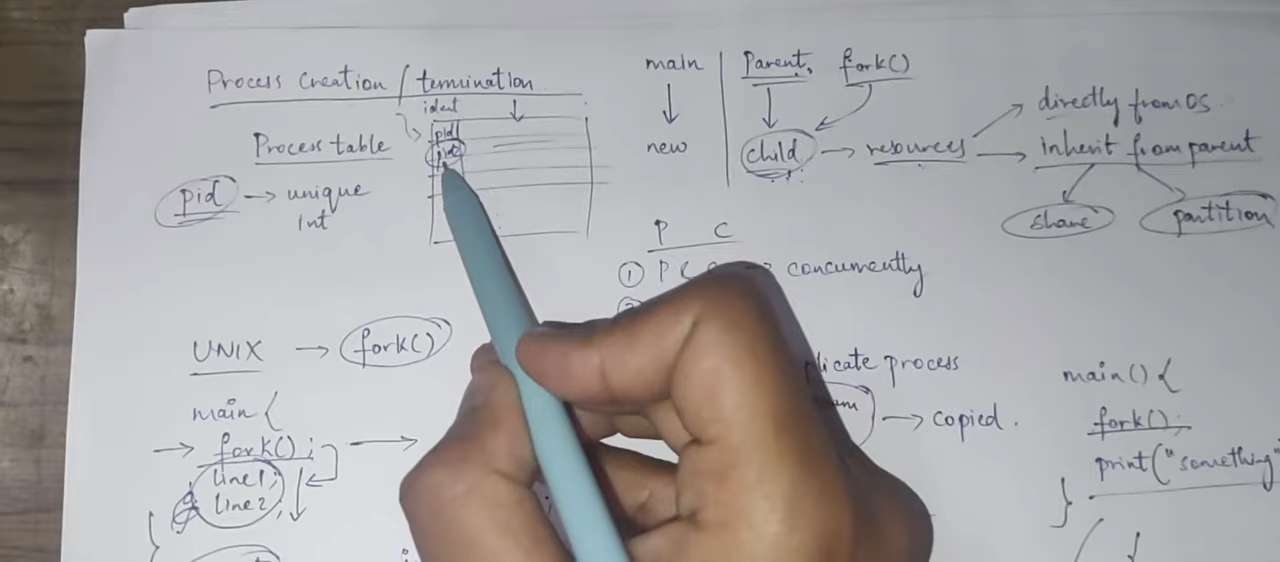 Process Creation / termination
ident
pid
Process table
pid → unique
int
main
↓
new
Parent, fork()
child → resources → directly from OS
→ inherit from parent
share partition
P C
① P C → concurrently
②
UNIX → fork()
main {
→ fork(); →
line1;
line2;
}
process
→ copied.
main() {
fork();
print("something"
}